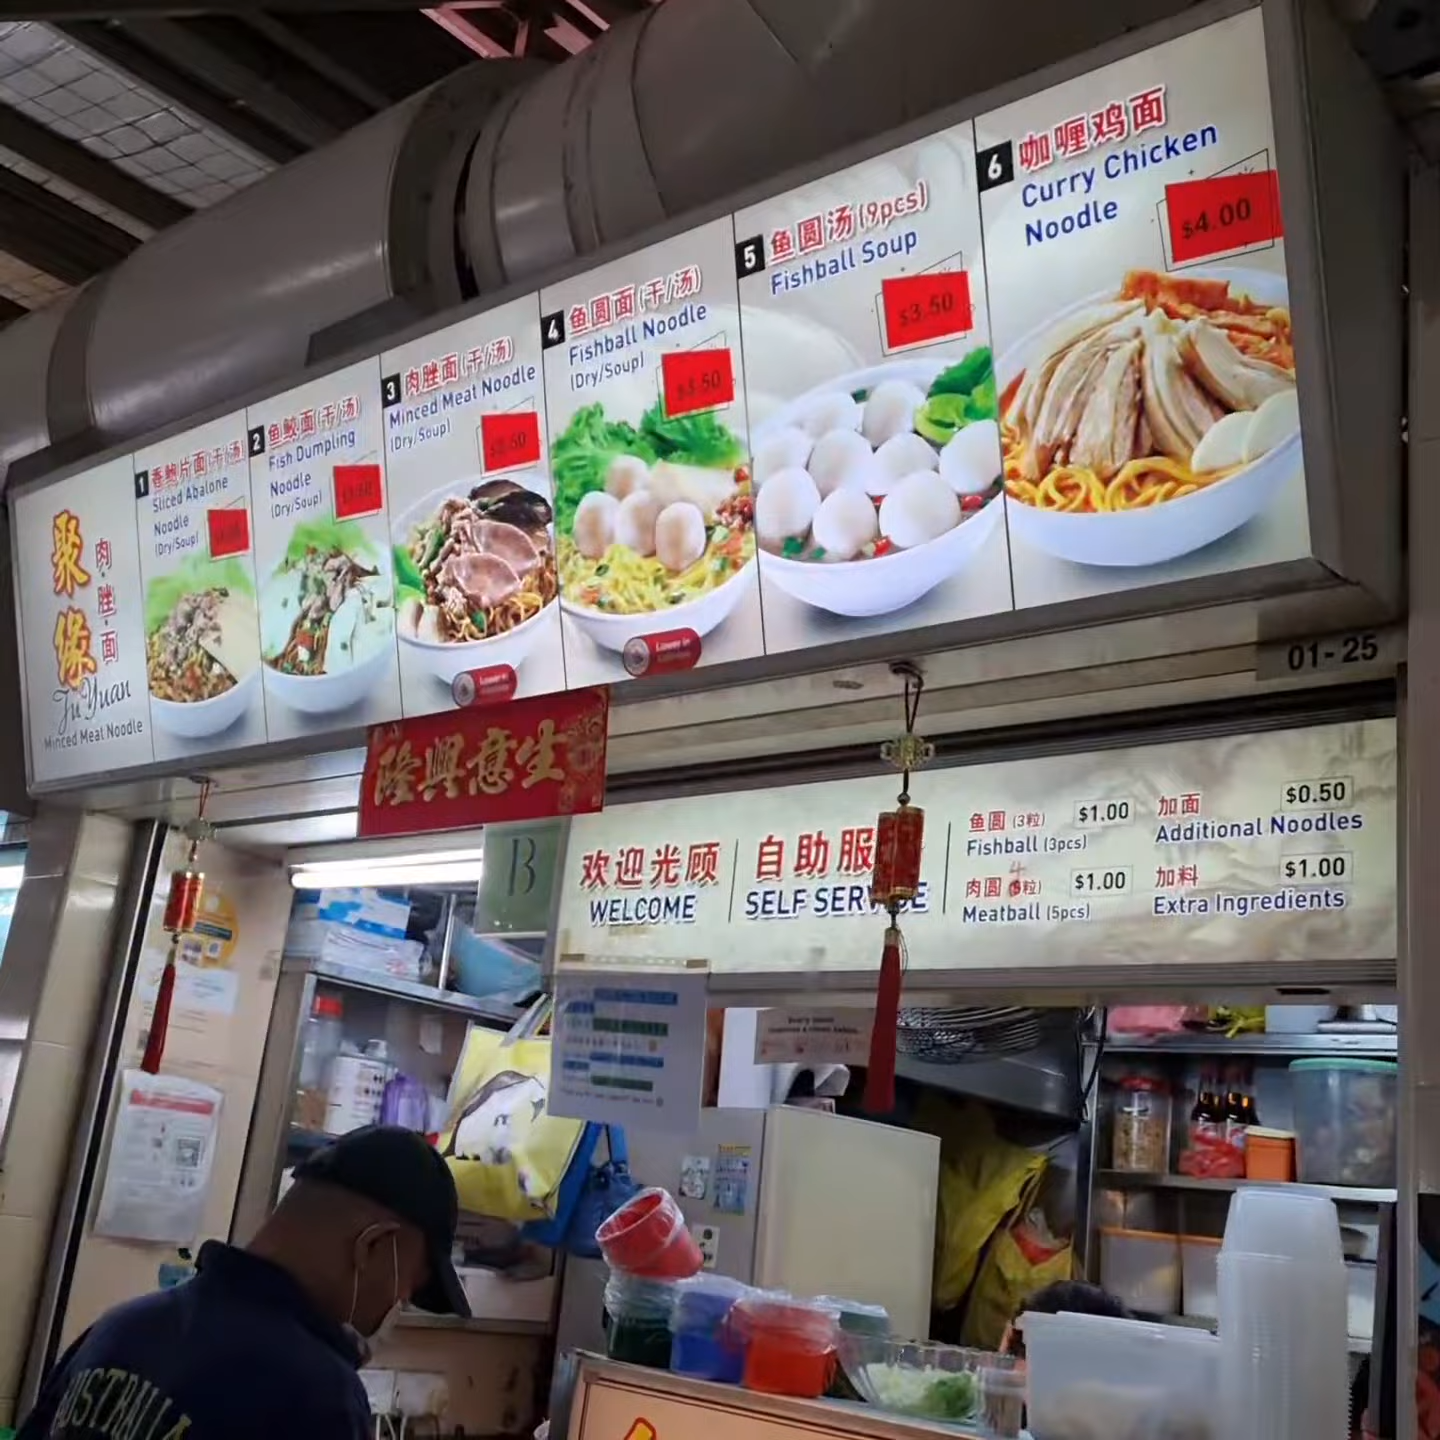 聚缘
肉·脞·面
Ju Yuan
Minced Meat Noodle
1 香鲍片面(干/汤)
Sliced Abalone
Noodle
(Dry/Soup)
2 鱼鲛面(干/汤)
Fish Dumpling
Noodle
(Dry/Soup)
3 肉脞面(干/汤)
Minced Meat Noodle
(Dry/Soup)
4 鱼圆面(干/汤)
Fishball Noodle
(Dry/Soup)
$3.50
Lower in
5 鱼圆汤(9pcs)
Fishball Soup
$3.50
6 咖喱鸡面
Curry Chicken
Noodle
$4.00
01-25
隆興意生
B
欢迎光顾
WELCOME
自助服
SELF SERVICE
鱼圆(3粒) $1.00
Fishball (3pcs)
肉圆 粒) $1.00
Meatball (5pcs)
加面 $0.50
Additional Noodles
加料 $1.00
Extra Ingredients
AUSTRALIA